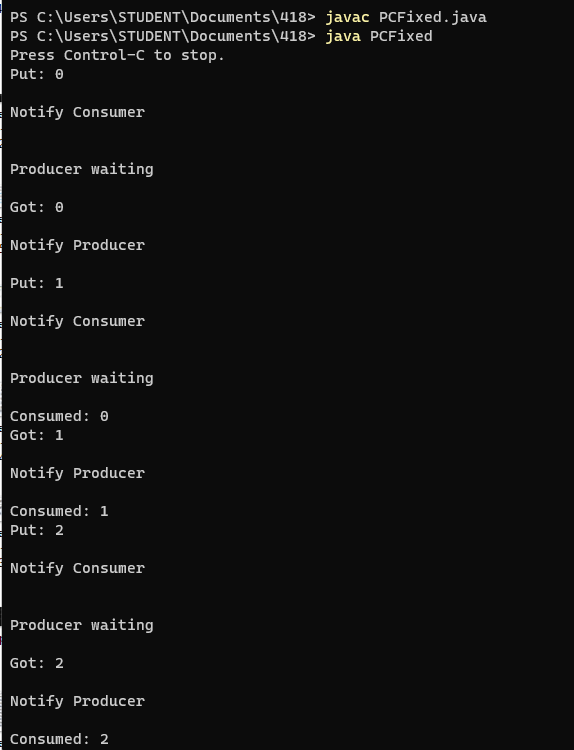 PS C:\Users\STUDENT\Documents\418> javac PCFixed.java
PS C:\Users\STUDENT\Documents\418> java PCFixed
Press Control-C to stop.
Put: 0
Notify Consumer
Producer waiting
Got: 0
Notify Producer
Put: 1
Notify Consumer
Producer waiting
Consumed: 0
Got: 1
Notify Producer
Consumed: 1
Put: 2
Notify Consumer
Producer waiting
Got: 2
Notify Producer
Consumed: 2